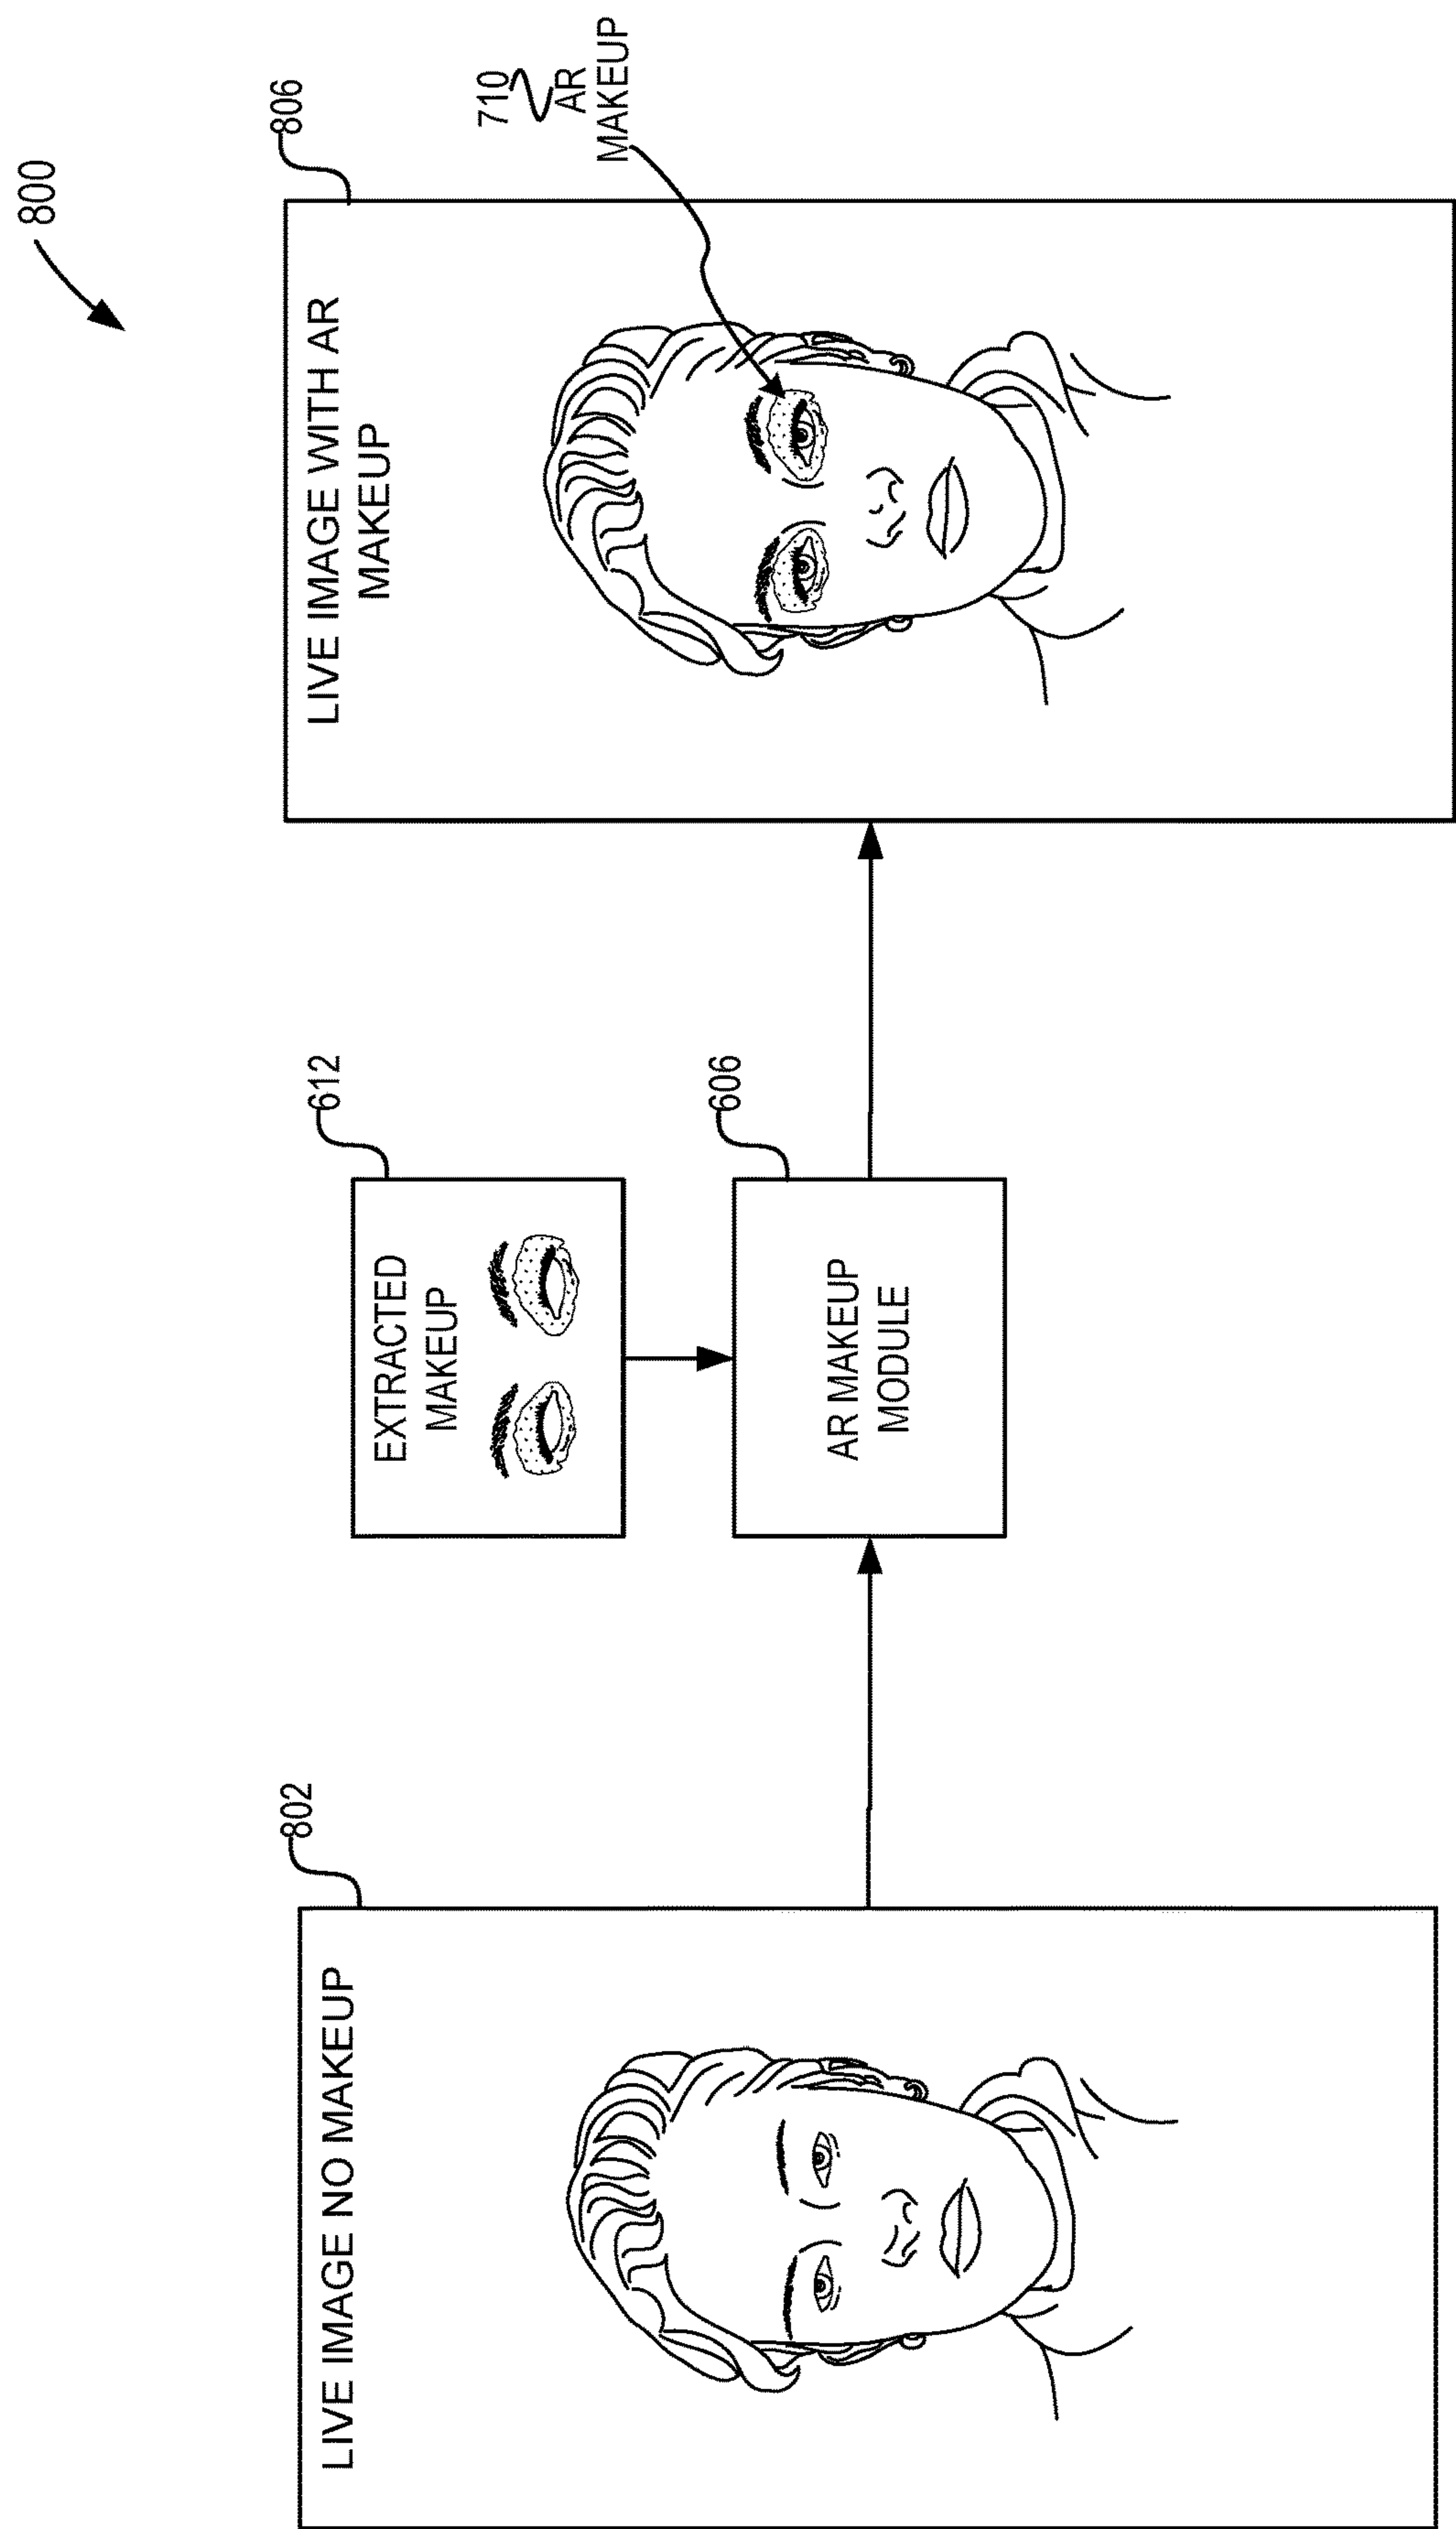 800
802
LIVE IMAGE NO MAKEUP
612
EXTRACTED
MAKEUP
606
AR MAKEUP
MODULE
806
LIVE IMAGE WITH AR
MAKEUP
710
AR
MAKEUP